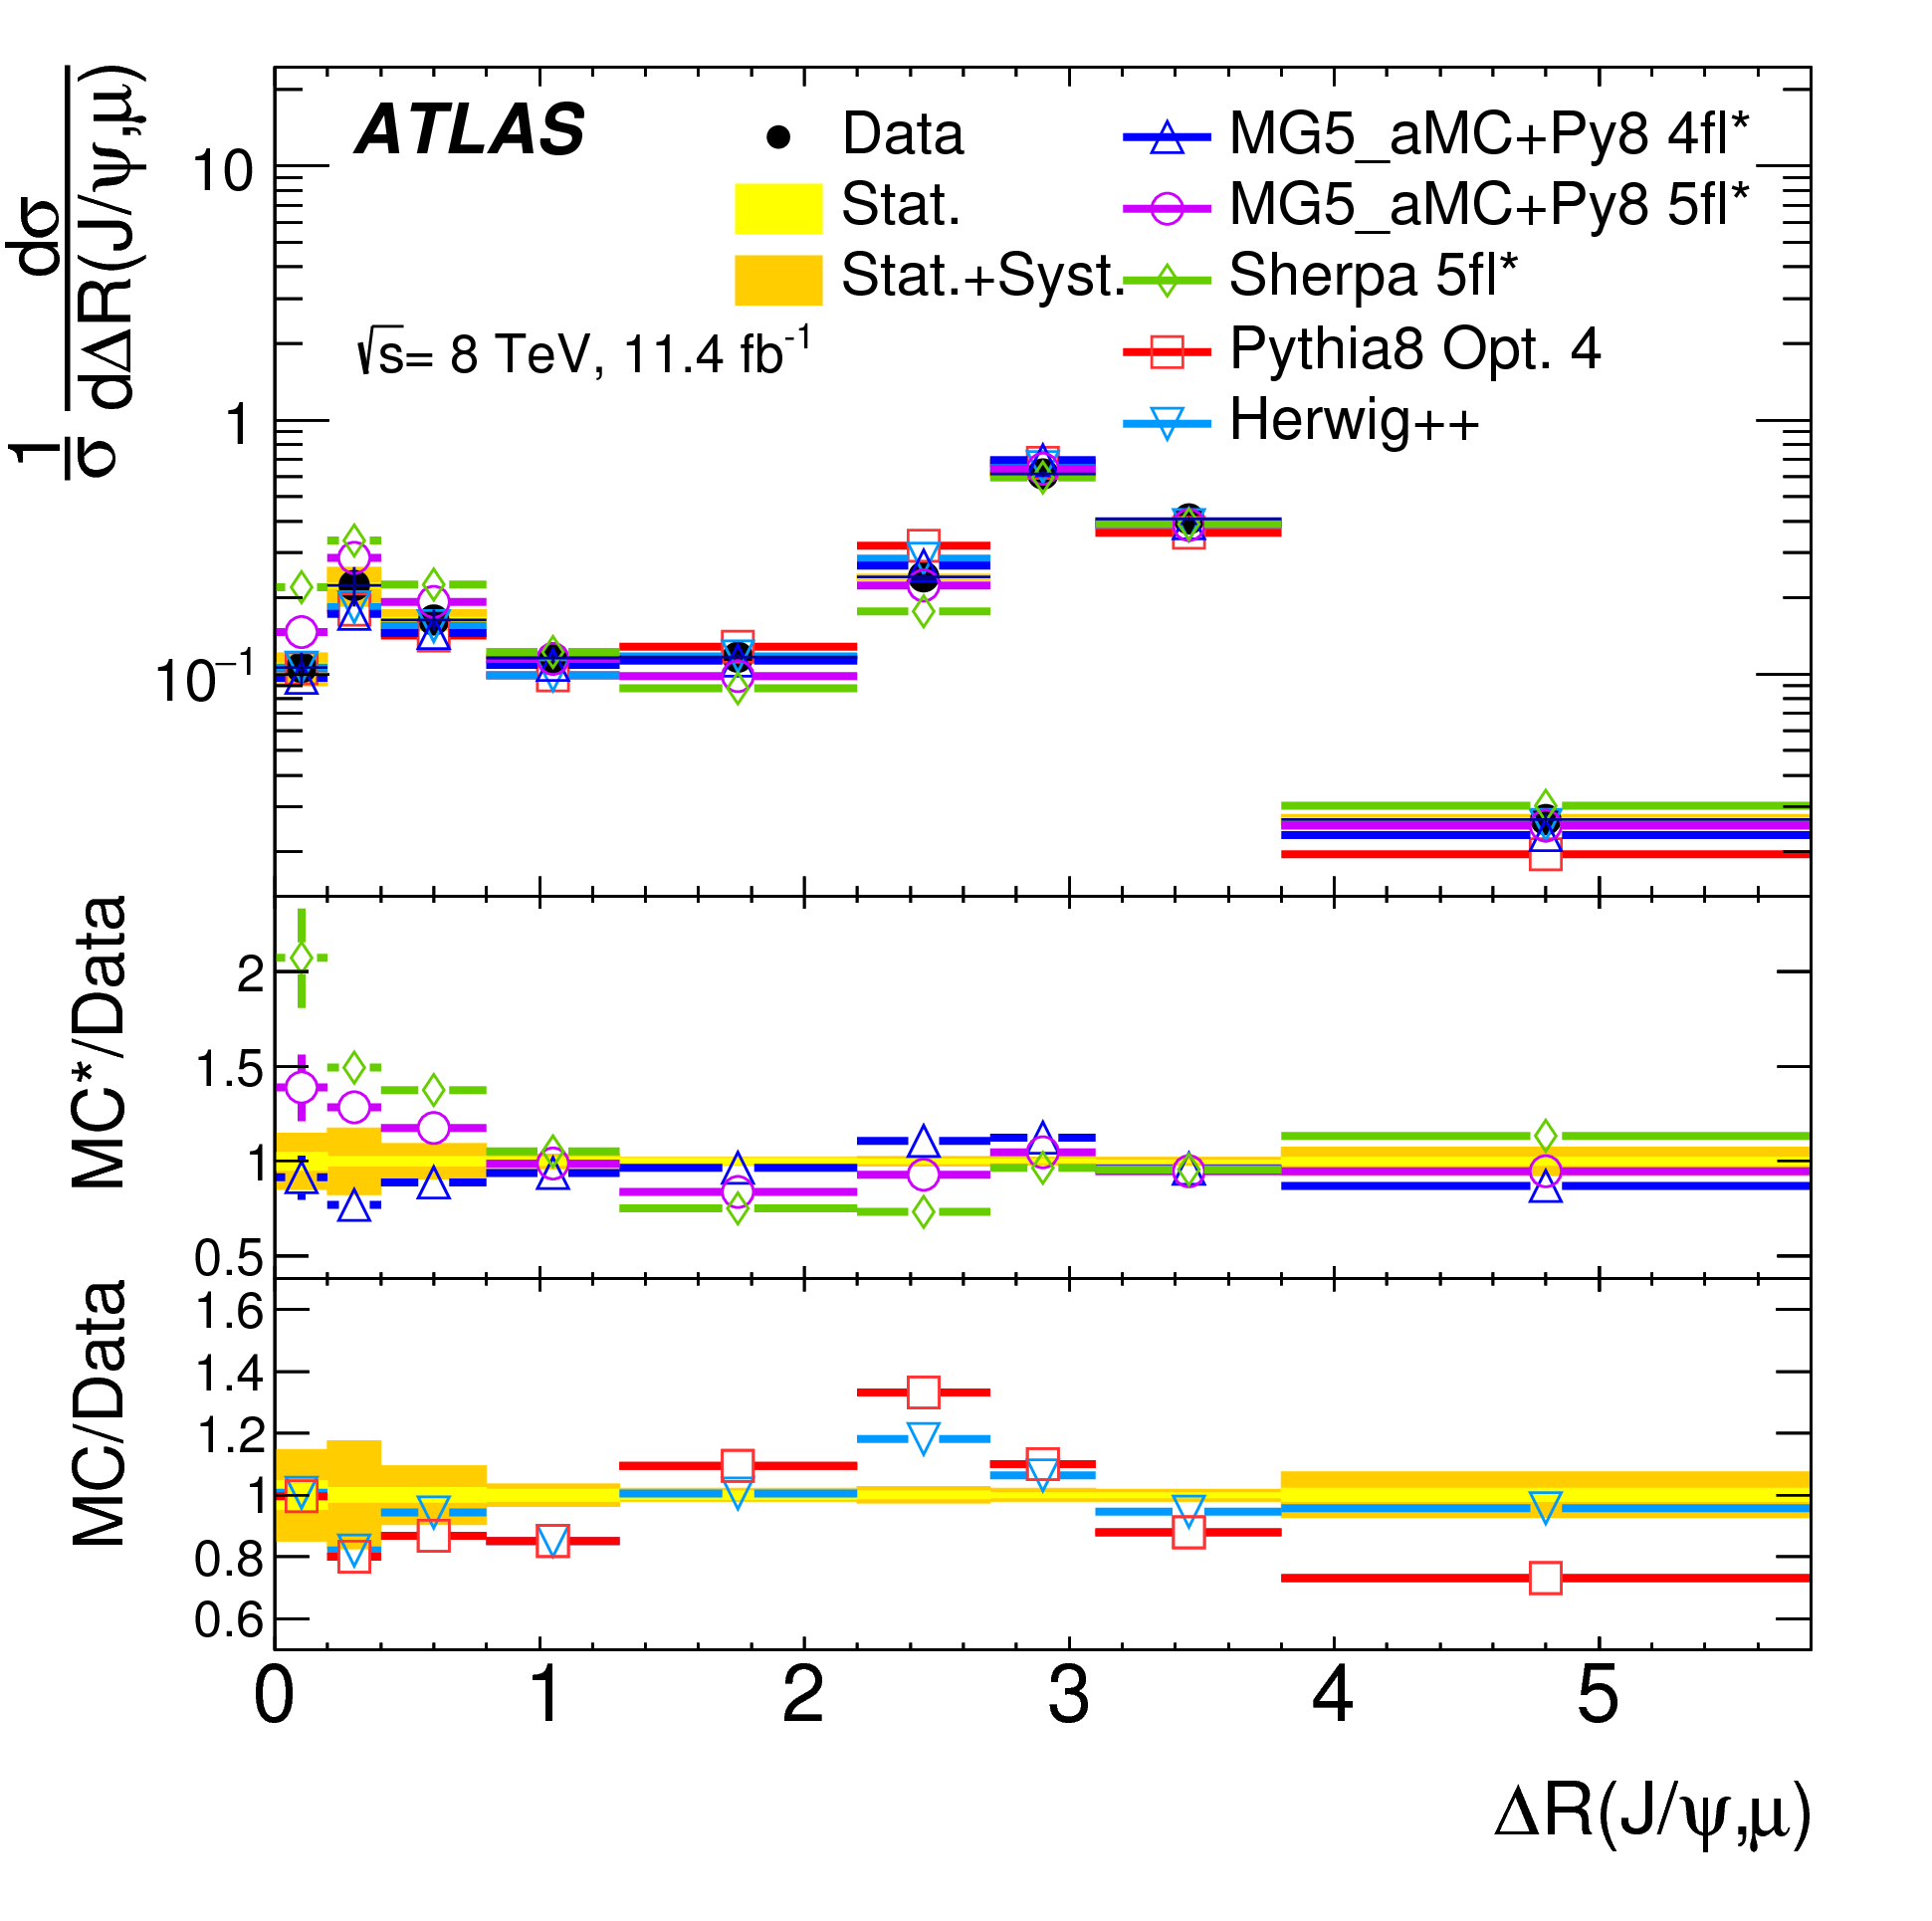 1/σ dσ/dΔR(J/ψ,μ)
ATLAS
Data
Stat.
Stat.+Syst.
MG5_aMC+Py8 4fl*
MG5_aMC+Py8 5fl*
Sherpa 5fl*
Pythia8 Opt. 4
Herwig++
√s= 8 TeV, 11.4 fb⁻¹
10
1
10⁻¹
MC*/Data
2
1.5
1
0.5
MC/Data
1.6
1.4
1.2
1
0.8
0.6
0 1 2 3 4 5
ΔR(J/ψ,μ)